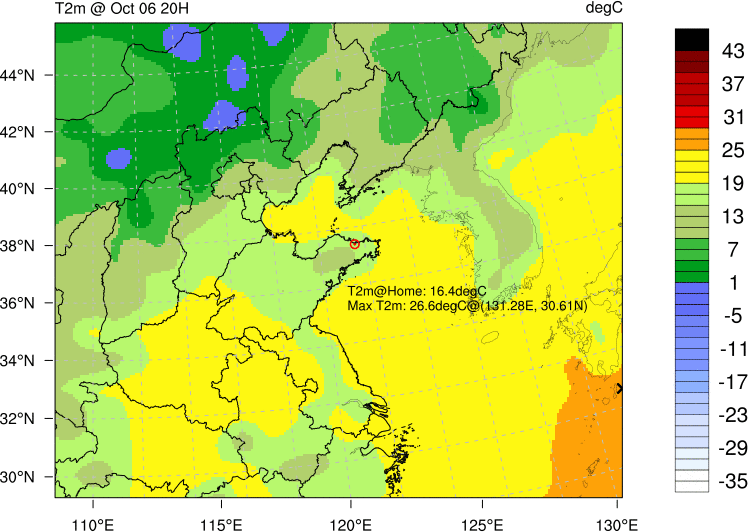 T2m @ Oct 06 20H degC
44°N
42°N
40°N
38°N
36°N
34°N
32°N
30°N
110°E 115°E 120°E 125°E 130°E
T2m@Home: 16.4degC
Max T2m: 26.6degC@(131.28E, 30.61N)
43
37
31
25
19
13
7
1
-5
-11
-17
-23
-29
-35